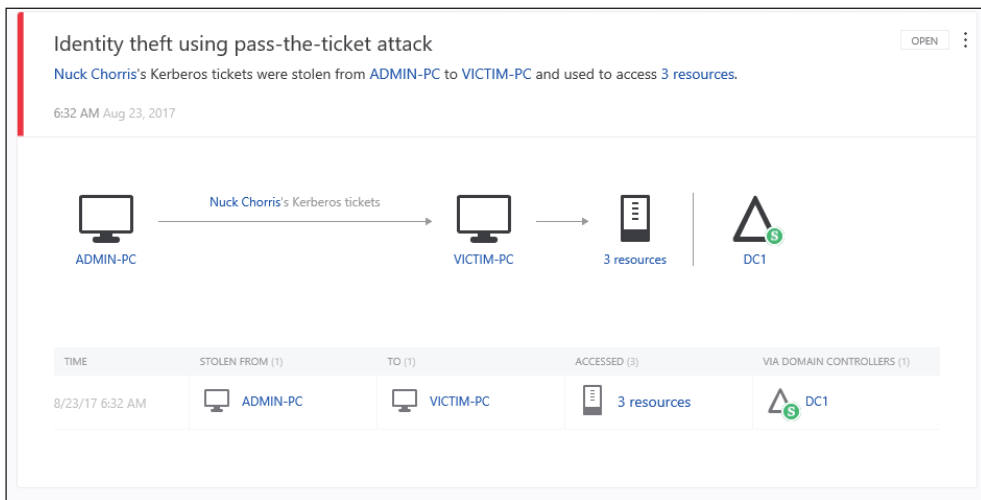 Identity theft using pass-the-ticket attack
OPEN
Nuck Chorris's Kerberos tickets were stolen from ADMIN-PC to VICTIM-PC and used to access 3 resources.
6:32 AM Aug 23, 2017
Nuck Chorris's Kerberos tickets
S
ADMIN-PC
VICTIM-PC
3 resources
DC1
TIME
STOLEN FROM (1)
TO (1)
ACCESSED (3)
VIA DOMAIN CONTROLLERS (1)
8/23/17 6:32 AM
ADMIN-PC
VICTIM-PC
3 resources
S
DC1